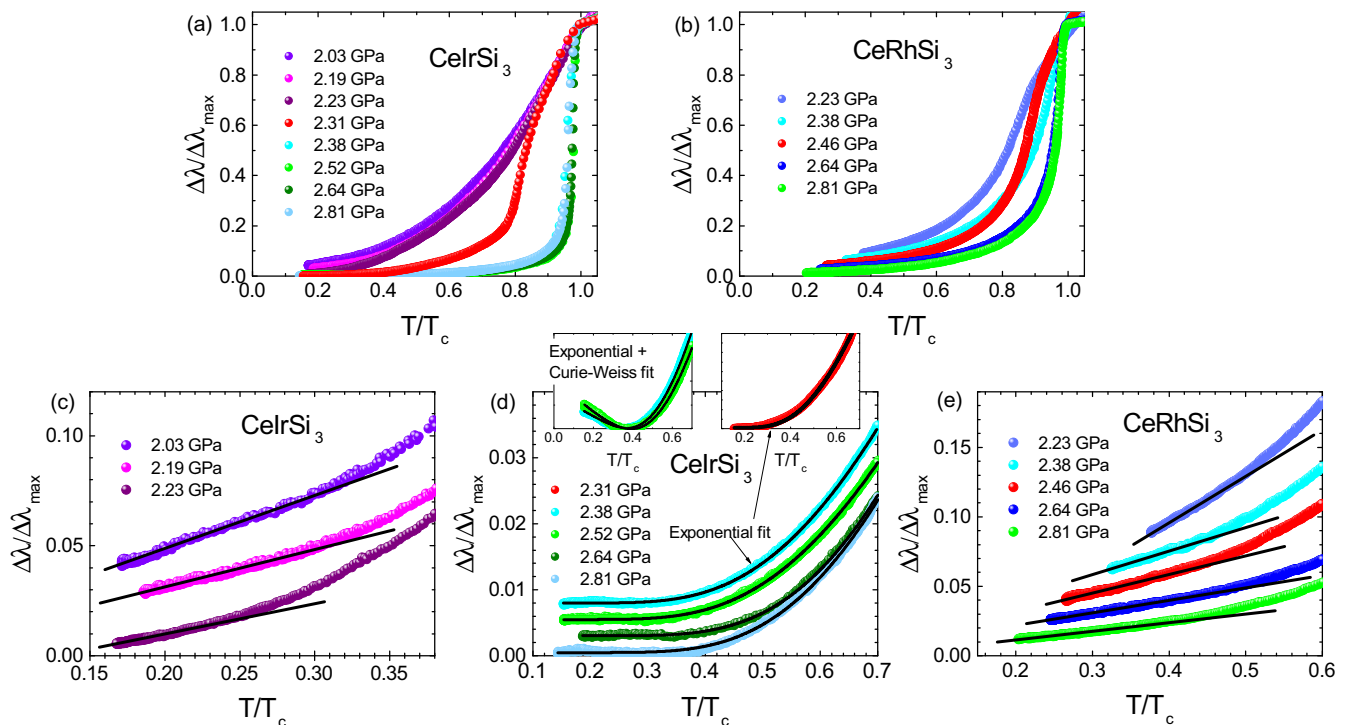 (a)
CeIrSi3
2.03 GPa
2.19 GPa
2.23 GPa
2.31 GPa
2.38 GPa
2.52 GPa
2.64 GPa
2.81 GPa
Δλ/Δλmax
1.0
0.8
0.6
0.4
0.2
0.0
0.0 0.2 0.4 0.6 0.8 1.0
T/Tc
(b)
CeRhSi3
2.23 GPa
2.38 GPa
2.46 GPa
2.64 GPa
2.81 GPa
Δλ/Δλmax
1.0
0.8
0.6
0.4
0.2
0.0
0.0 0.2 0.4 0.6 0.8 1.0
T/Tc
(c)
CeIrSi3
2.03 GPa
2.19 GPa
2.23 GPa
Δλ/Δλmax
0.10
0.05
0.00
0.15 0.20 0.25 0.30 0.35
T/Tc
Exponential +
Curie-Weiss fit
0.0 0.2 0.4 0.6
T/Tc
0.0 0.2 0.4 0.6
T/Tc
(d)
CeIrSi3
2.31 GPa
2.38 GPa
2.52 GPa
2.64 GPa
2.81 GPa
Exponential fit
Δλ/Δλmax
0.04
0.03
0.02
0.01
0.00
0.1 0.2 0.3 0.4 0.5 0.6 0.7
T/Tc
(e)
CeRhSi3
2.23 GPa
2.38 GPa
2.46 GPa
2.64 GPa
2.81 GPa
Δλ/Δλmax
0.15
0.10
0.05
0.00
0.2 0.3 0.4 0.5 0.6
T/Tc